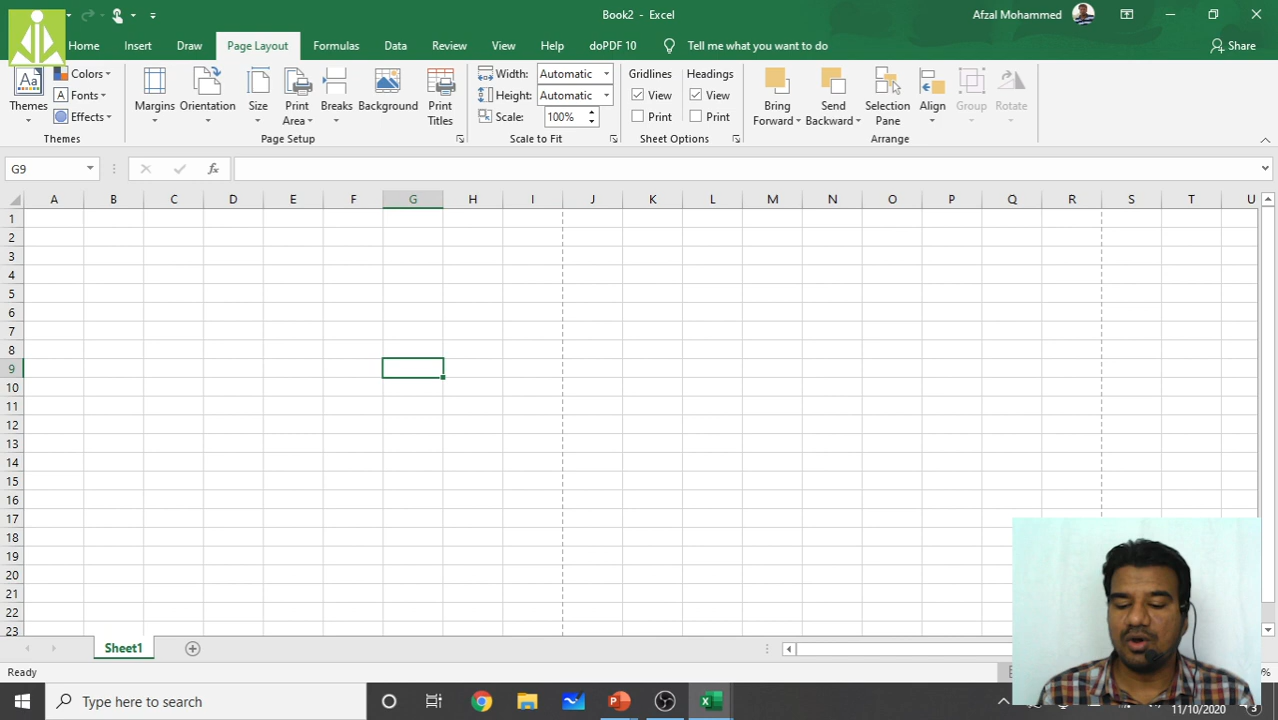 Book2 - Excel
Afzal Mohammed
Home Insert Draw Page Layout Formulas Data Review View Help doPDF 10 Tell me what you want to do
Share
Aa
Themes
Colors
Fonts
Effects
Themes
Margins
Orientation
Size
Print Area
Breaks
Background
Print Titles
Page Setup
Width: Automatic
Height: Automatic
Scale: 100%
Scale to Fit
Gridlines
View
Print
Headings
View
Print
Sheet Options
Bring Forward
Send Backward
Selection Pane
Align
Group
Rotate
Arrange
G9
fx
A B C D E F G H I J K L M N O P Q R S T U
1
2
3
4
5
6
7
8
9
10
11
12
13
14
15
16
17
18
19
20
21
22
23
Sheet1
Ready
Type here to search
11/10/2020